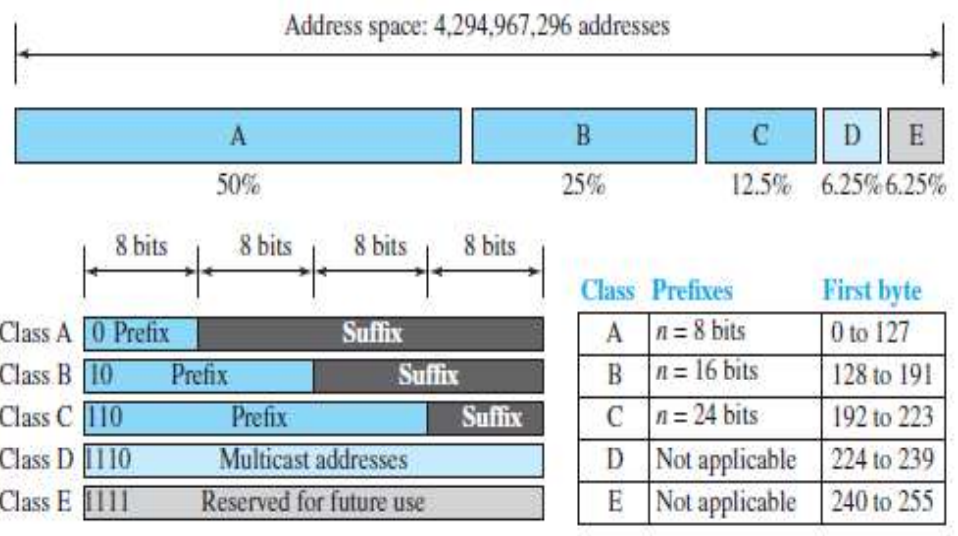 Address space: 4,294,967,296 addresses
A B C D E
50% 25% 12.5% 6.25% 6.25%
8 bits 8 bits 8 bits 8 bits
Class A 0 Prefix Suffix
Class B 10 Prefix Suffix
Class C 110 Prefix Suffix
Class D 1110 Multicast addresses
Class E 1111 Reserved for future use
Class Prefixes First byte
A n = 8 bits 0 to 127
B n = 16 bits 128 to 191
C n = 24 bits 192 to 223
D Not applicable 224 to 239
E Not applicable 240 to 255